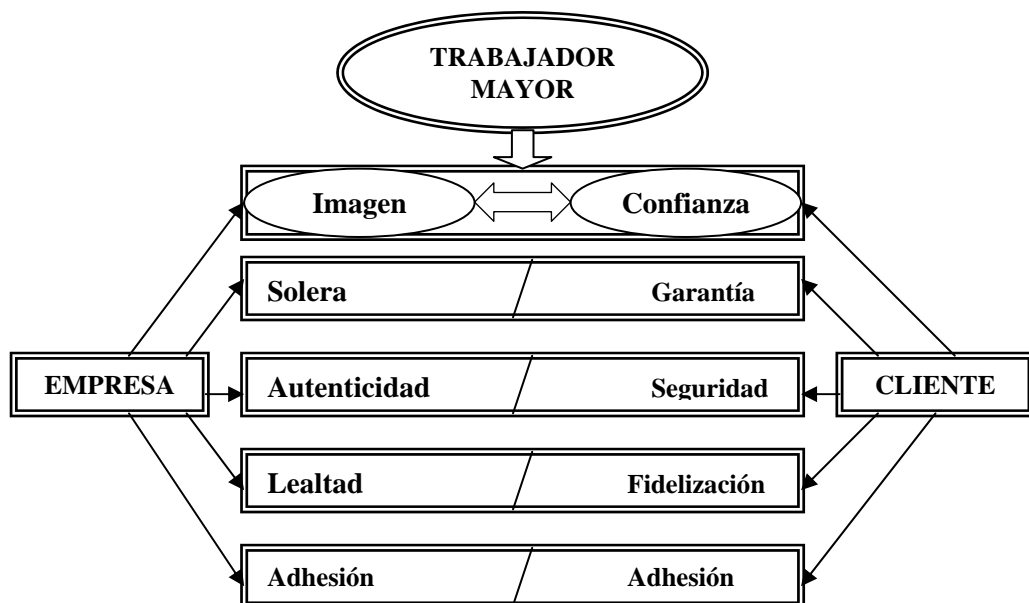 TRABAJADOR
MAYOR
Imagen Confianza
Solera Garantía
EMPRESA Autenticidad Seguridad CLIENTE
Lealtad Fidelización
Adhesión Adhesión